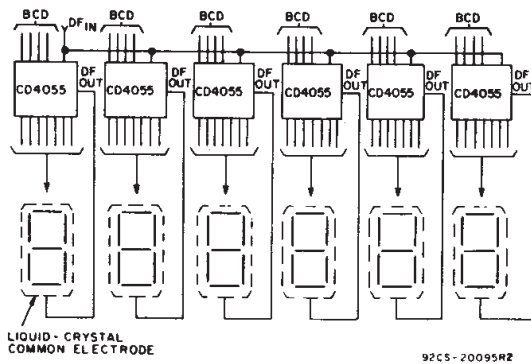 BCD DF IN BCD BCD BCD BCD BCD
DF OUT DF OUT DF OUT DF OUT DF OUT DF OUT
CD4055 CD4055 CD4055 CD4055 CD4055 CD4055
LIQUID-CRYSTAL
COMMON ELECTRODE
92CS-20095R2